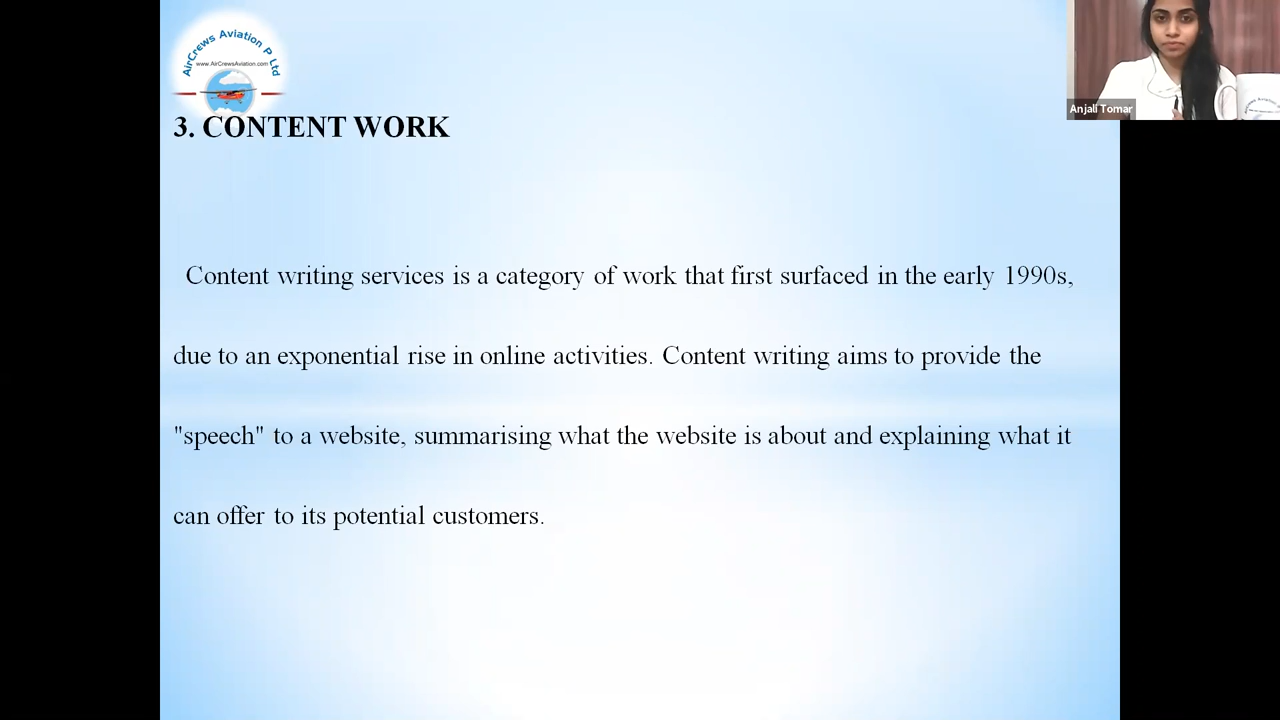 AirCrews Aviation P Ltd
www.AirCrewsAviation.com
Anjali Tomar
3. CONTENT WORK
Content writing services is a category of work that first surfaced in the early 1990s,
due to an exponential rise in online activities. Content writing aims to provide the
"speech" to a website, summarising what the website is about and explaining what it
can offer to its potential customers.